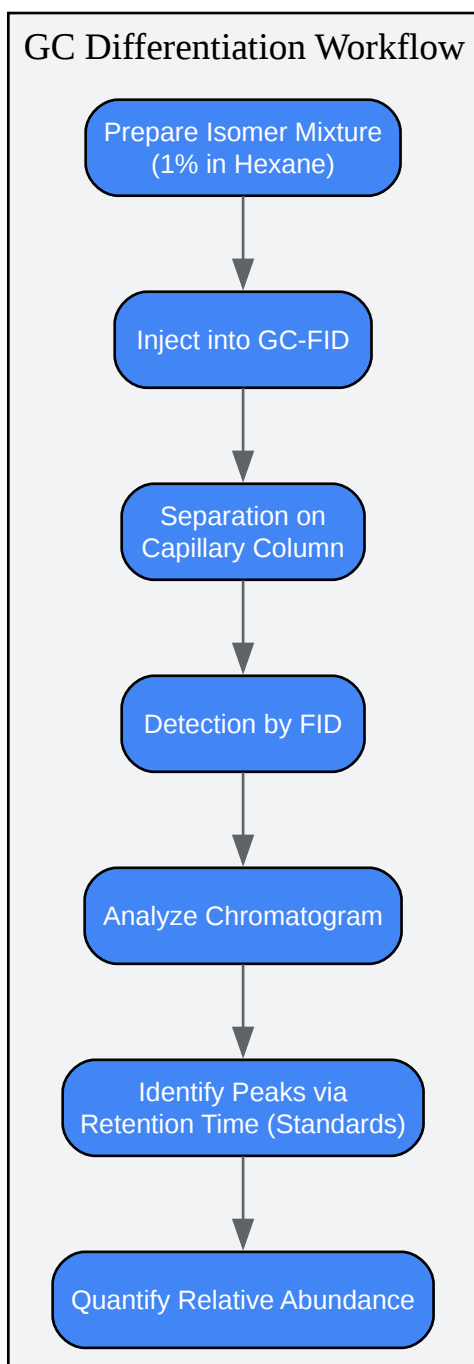 GC Differentiation Workflow
Prepare Isomer Mixture
(1% in Hexane)
Inject into GC-FID
Separation on
Capillary Column
Detection by FID
Analyze Chromatogram
Identify Peaks via
Retention Time (Standards)
Quantify Relative Abundance